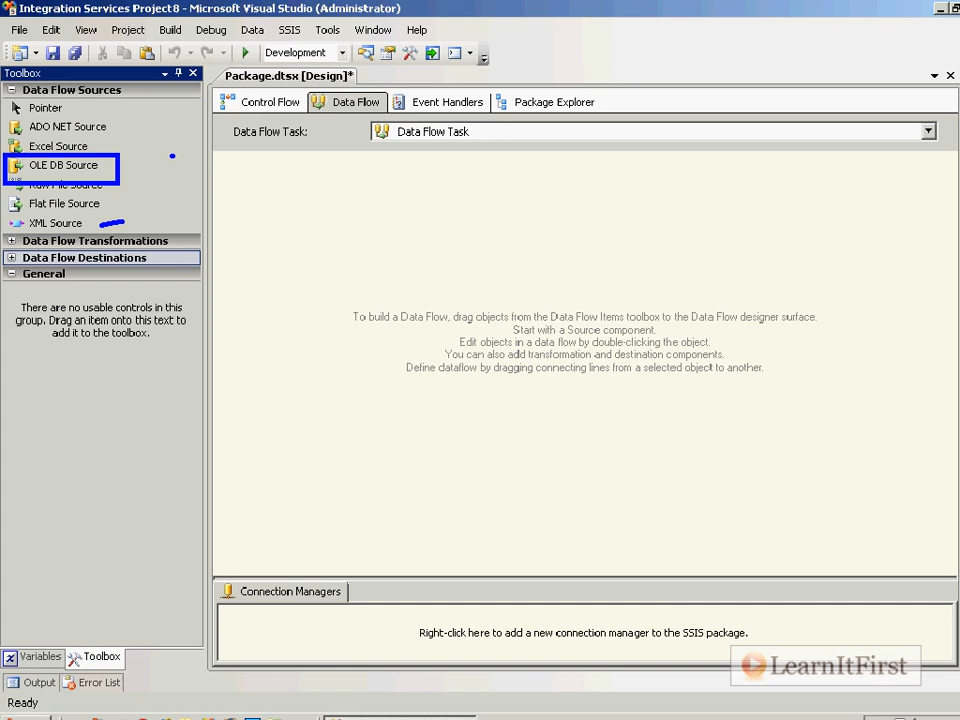 Integration Services Project8 - Microsoft Visual Studio (Administrator)
File Edit View Project Build Debug Data SSIS Tools Window Help
Development
Toolbox
Package.dtsx [Design]*
Data Flow Sources
Pointer
ADO NET Source
Excel Source
OLE DB Source
Raw File Source
Flat File Source
XML Source
Data Flow Transformations
Data Flow Destinations
General
There are no usable controls in this
group. Drag an item onto this text to
add it to the toolbox.
Control Flow Data Flow Event Handlers Package Explorer
Data Flow Task: Data Flow Task
To build a Data Flow, drag objects from the Data Flow Items toolbox to the Data Flow designer surface.
Start with a Source component.
Edit objects in a data flow by double-clicking the object.
You can also add transformation and destination components.
Define dataflow by dragging connecting lines from a selected object to another.
Connection Managers
Right-click here to add a new connection manager to the SSIS package.
Variables Toolbox
Output Error List
LearnItFirst
Ready